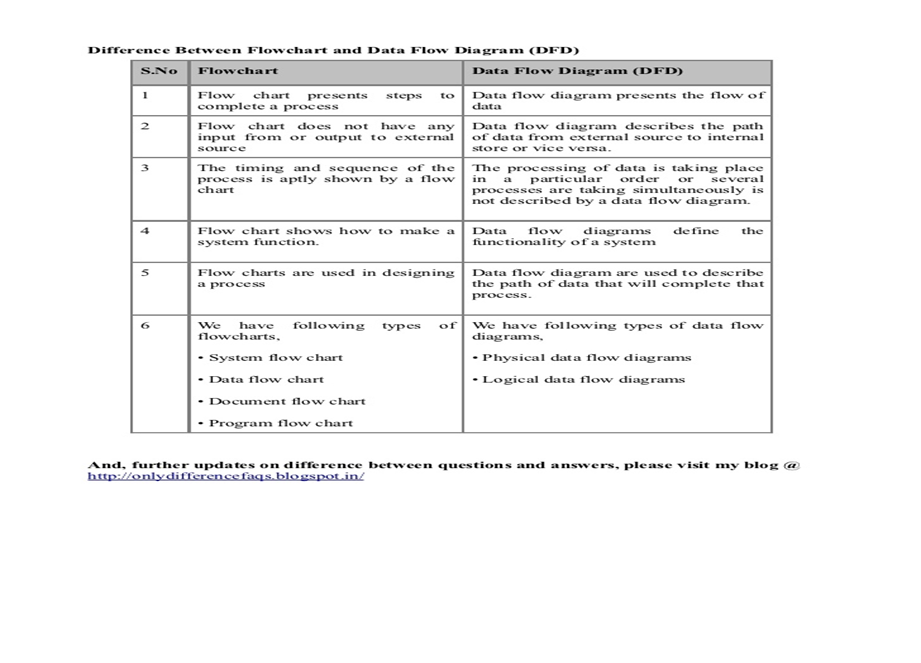 Difference Between Flowchart and Data Flow Diagram (DFD)
S.No Flowchart Data Flow Diagram (DFD)
1
Flow chart presents steps to
complete a process
Data flow diagram presents the flow of
data
2
Flow chart does not have any
input from or output to external
source
Data flow diagram describes the path
of data from external source to internal
store or vice versa.
3
The timing and sequence of the
process is aptly shown by a flow
chart
The processing of data is taking place
in a particular order or several
processes are taking simultaneously is
not described by a data flow diagram.
4
Flow chart shows how to make a
system function.
Data flow diagrams define the
functionality of a system
5
Flow charts are used in designing
a process
Data flow diagram are used to describe
the path of data that will complete that
process.
6
We have following types of
flowcharts,
• System flow chart
• Data flow chart
• Document flow chart
• Program flow chart
We have following types of data flow
diagrams,
• Physical data flow diagrams
• Logical data flow diagrams
And, further updates on difference between questions and answers, please visit my blog @
http://onlydifferencefaqs.blogspot.in/